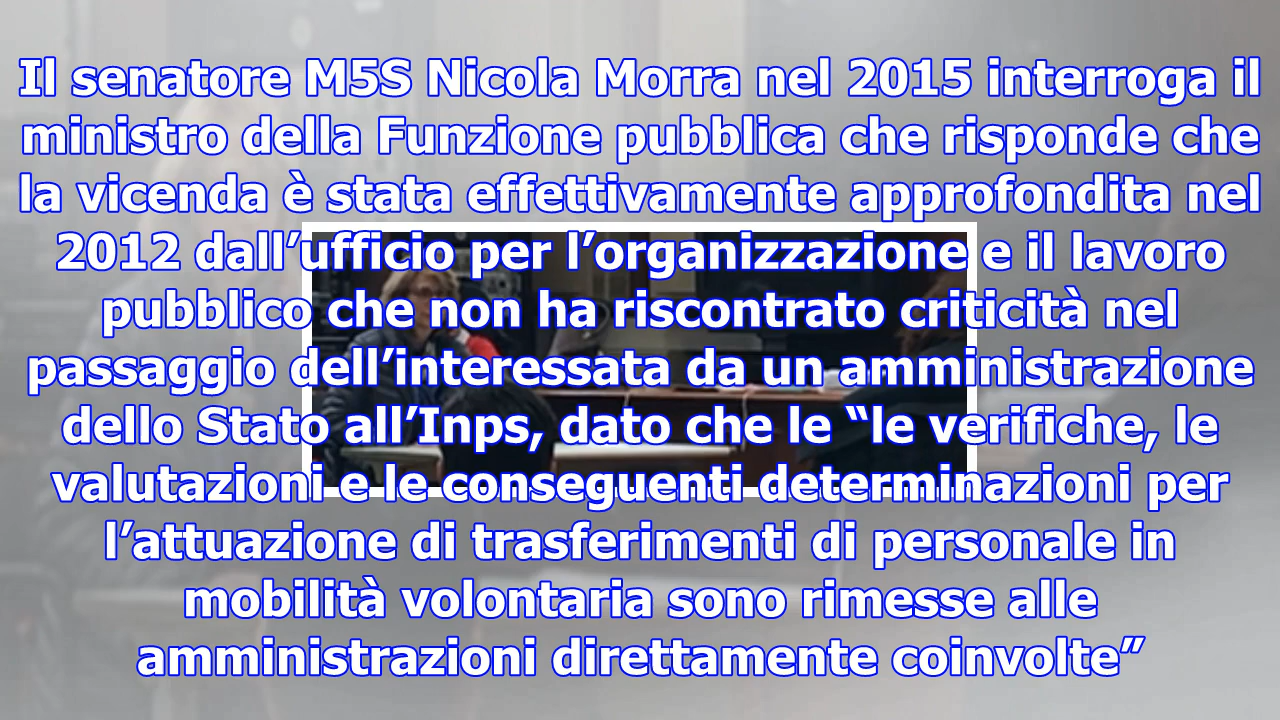 Il senatore M5S Nicola Morra nel 2015 interroga il
ministro della Funzione pubblica che risponde che
la vicenda è stata effettivamente approfondita nel
2012 dall’ufficio per l’organizzazione e il lavoro
pubblico che non ha riscontrato criticità nel
passaggio dell’interessata da un amministrazione
dello Stato all’Inps, dato che le “le verifiche, le
valutazioni e le conseguenti determinazioni per
l’attuazione di trasferimenti di personale in
mobilità volontaria sono rimesse alle
amministrazioni direttamente coinvolte”